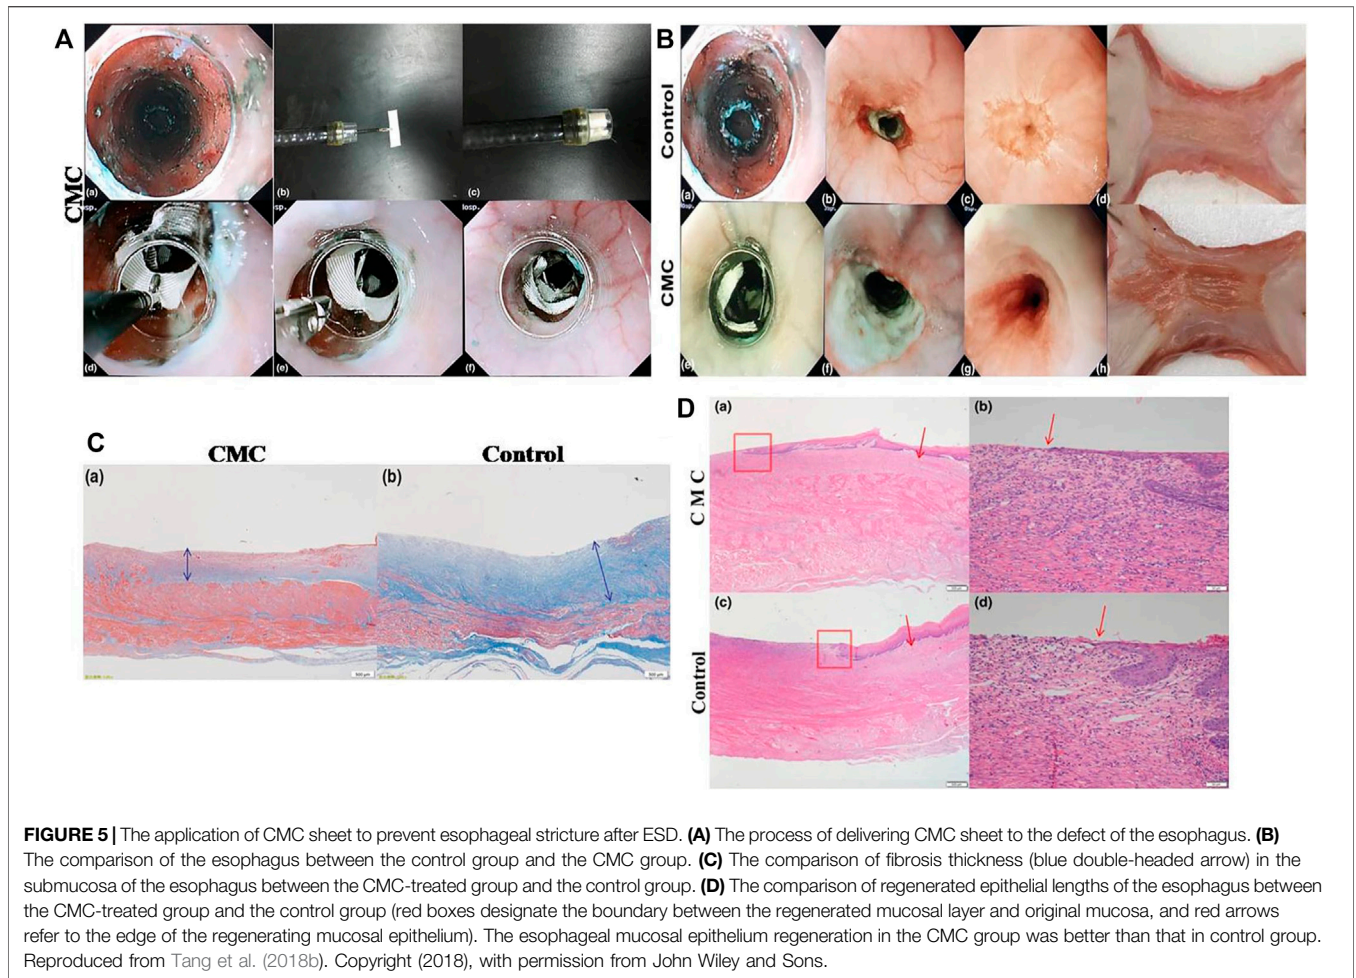 A
B
CMC
Control
CMC
(a)
(b)
(c)
(d)
(e)
(f)
(a)
(b)
(c)
(d)
(e)
(f)
(g)
(h)
C
CMC
Control
(a)
(b)
D
CMC
Control
(a)
(b)
(c)
(d)
FIGURE 5 | The application of CMC sheet to prevent esophageal stricture after ESD. (A) The process of delivering CMC sheet to the defect of the esophagus. (B)
The comparison of the esophagus between the control group and the CMC group. (C) The comparison of fibrosis thickness (blue double-headed arrow) in the
submucosa of the esophagus between the CMC-treated group and the control group. (D) The comparison of regenerated epithelial lengths of the esophagus between
the CMC-treated group and the control group (red boxes designate the boundary between the regenerated mucosal layer and original mucosa, and red arrows
refer to the edge of the regenerating mucosal epithelium). The esophageal mucosal epithelium regeneration in the CMC group was better than that in control group.
Reproduced from Tang et al. (2018b). Copyright (2018), with permission from John Wiley and Sons.